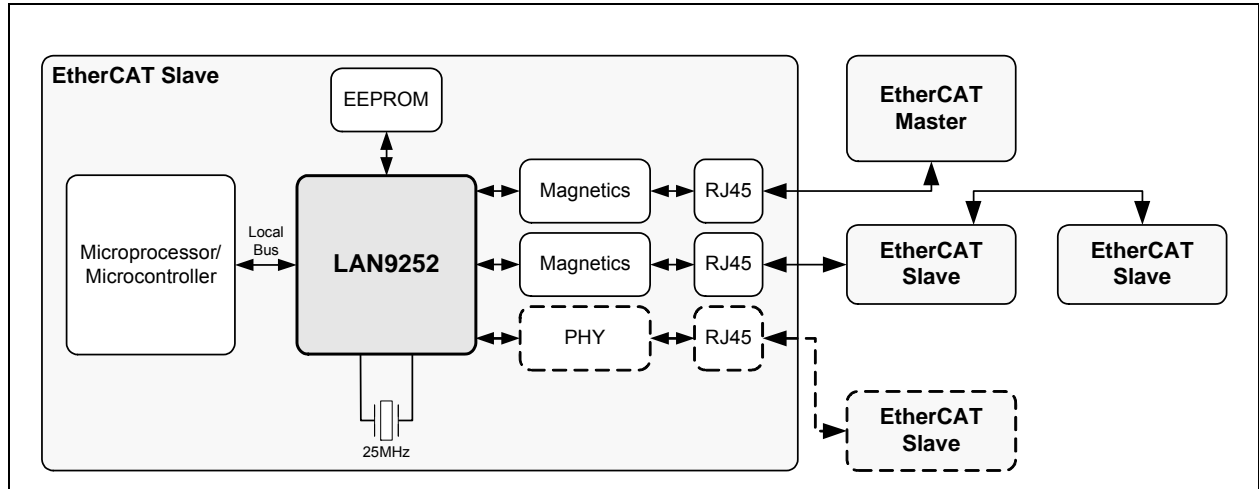 EtherCAT Slave
EEPROM
EtherCAT
Master
Magnetics
RJ45
Microprocessor/
Microcontroller
Local
Bus
LAN9252
Magnetics
RJ45
EtherCAT
Slave
EtherCAT
Slave
PHY
RJ45
EtherCAT
Slave
25MHz